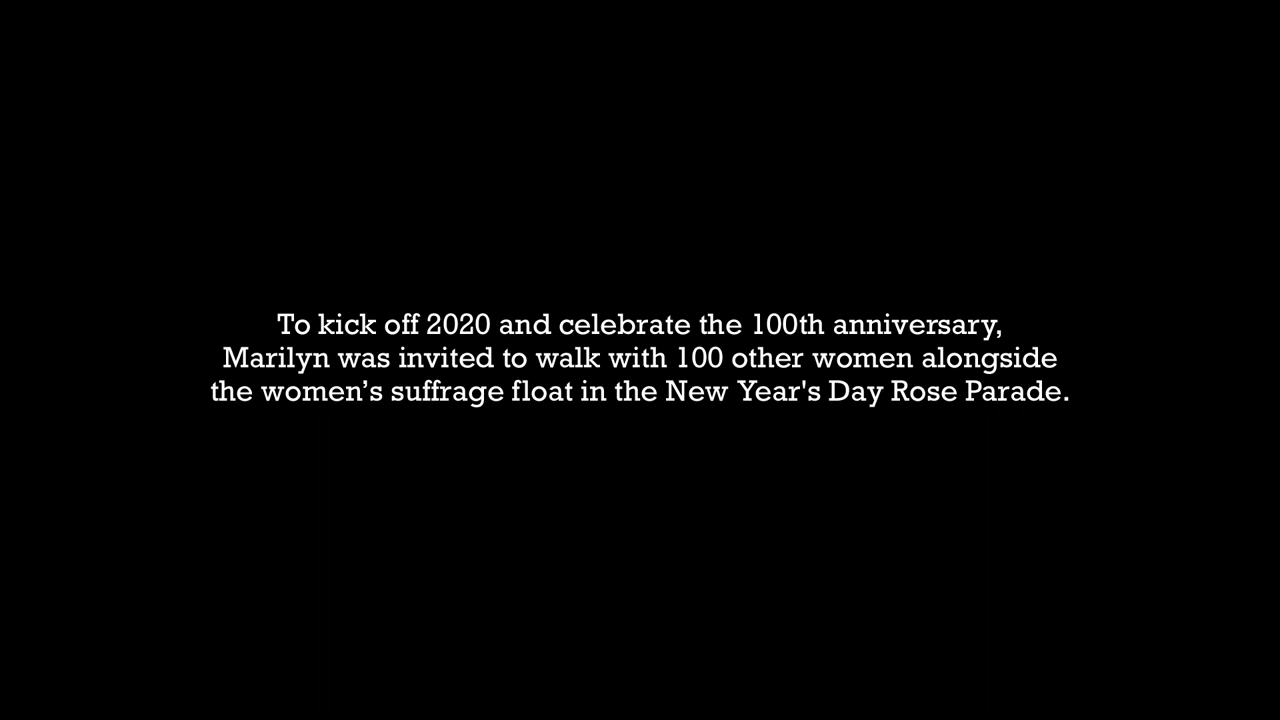 To kick off 2020 and celebrate the 100th anniversary,
Marilyn was invited to walk with 100 other women alongside
the women’s suffrage float in the New Year's Day Rose Parade.